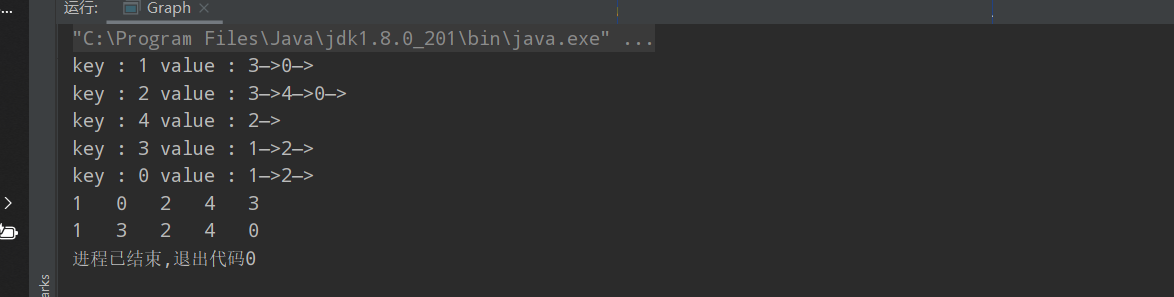 运行: Graph
"C:\Program Files\Java\jdk1.8.0_201\bin\java.exe" ...
key : 1 value : 3—>0—>
key : 2 value : 3—>4—>0—>
key : 4 value : 2—>
key : 3 value : 1—>2—>
key : 0 value : 1—>2—>
1 0 2 4 3
1 3 2 4 0
进程已结束,退出代码0
arks